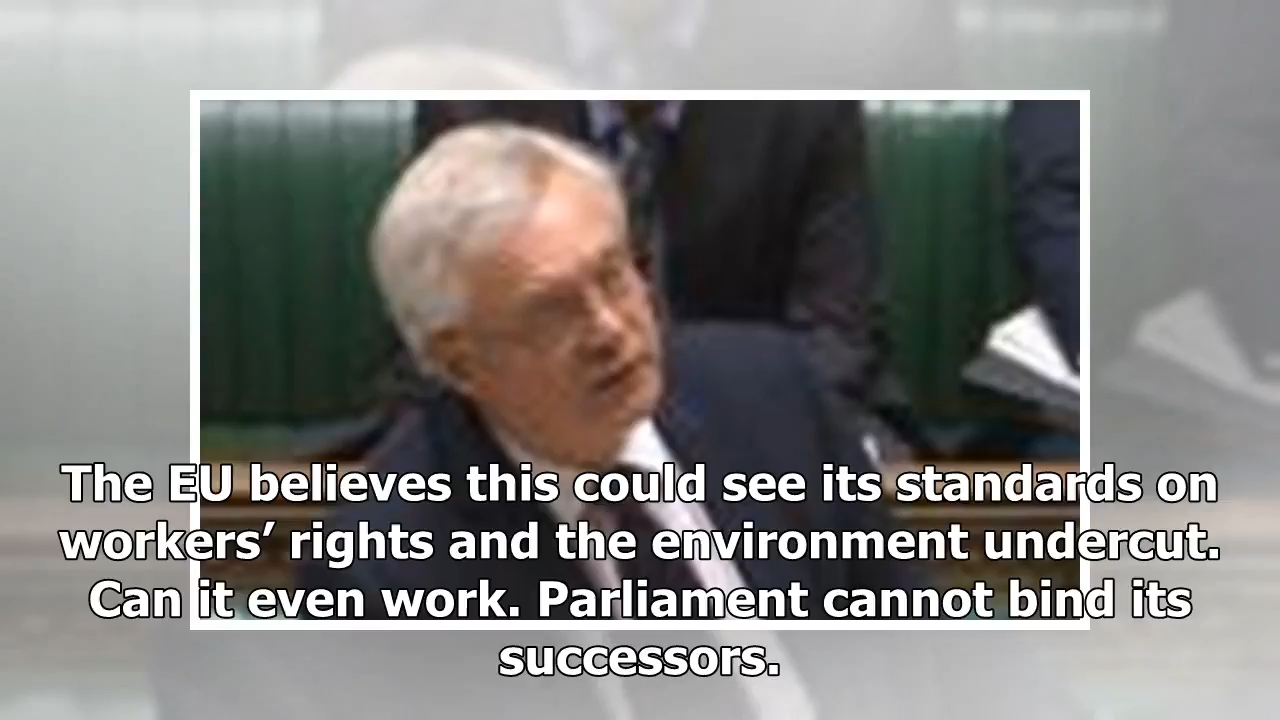 The EU believes this could see its standards on
workers’ rights and the environment undercut.
Can it even work. Parliament cannot bind its
successors.